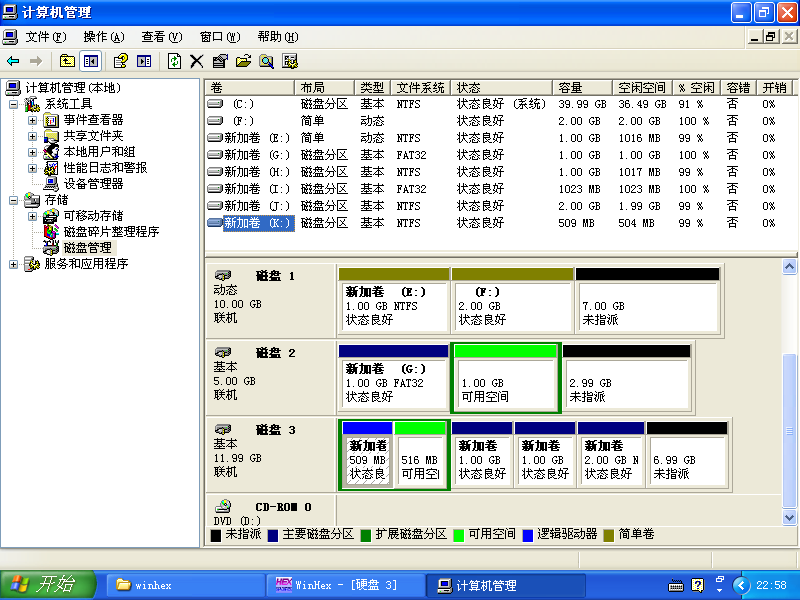 计算机管理
文件(F) 操作(A) 查看(V) 窗口(W) 帮助(H)
计算机管理(本地)
系统工具
事件查看器
共享文件夹
本地用户和组
性能日志和警报
设备管理器
存储
可移动存储
磁盘碎片整理程序
磁盘管理
服务和应用程序
卷 布局 类型 文件系统 状态 容量 空闲空间 % 空闲 容错 开销
(C:) 磁盘分区 基本 NTFS 状态良好 (系统) 39.99 GB 36.49 GB 91 % 否 0%
(F:) 简单 动态 状态良好 2.00 GB 2.00 GB 100 % 否 0%
新加卷 (E:) 简单 动态 NTFS 状态良好 1.00 GB 1016 MB 99 % 否 0%
新加卷 (G:) 磁盘分区 基本 FAT32 状态良好 1.00 GB 1.00 GB 100 % 否 0%
新加卷 (H:) 磁盘分区 基本 NTFS 状态良好 1.00 GB 1017 MB 99 % 否 0%
新加卷 (I:) 磁盘分区 基本 FAT32 状态良好 1023 MB 1023 MB 100 % 否 0%
新加卷 (J:) 磁盘分区 基本 NTFS 状态良好 2.00 GB 1.99 GB 99 % 否 0%
新加卷 (K:) 磁盘分区 基本 NTFS 状态良好 509 MB 504 MB 99 % 否 0%
磁盘 1
动态
10.00 GB
联机
新加卷 (E:)
1.00 GB NTFS
状态良好
(F:)
2.00 GB
状态良好
7.00 GB
未指派
磁盘 2
基本
5.00 GB
联机
新加卷 (G:)
1.00 GB FAT32
状态良好
1.00 GB
可用空间
2.99 GB
未指派
磁盘 3
基本
11.99 GB
联机
新加卷
509 MB
状态良
516 MB
可用空
新加卷
1.00 GB
状态良好
新加卷
1.00 GB
状态良好
新加卷
2.00 GB N
状态良好
6.99 GB
未指派
CD-ROM 0
DVD (D:)
未指派 主要磁盘分区 扩展磁盘分区 可用空间 逻辑驱动器 简单卷
开始 winhex WinHex - [硬盘 3] 计算机管理 22:58